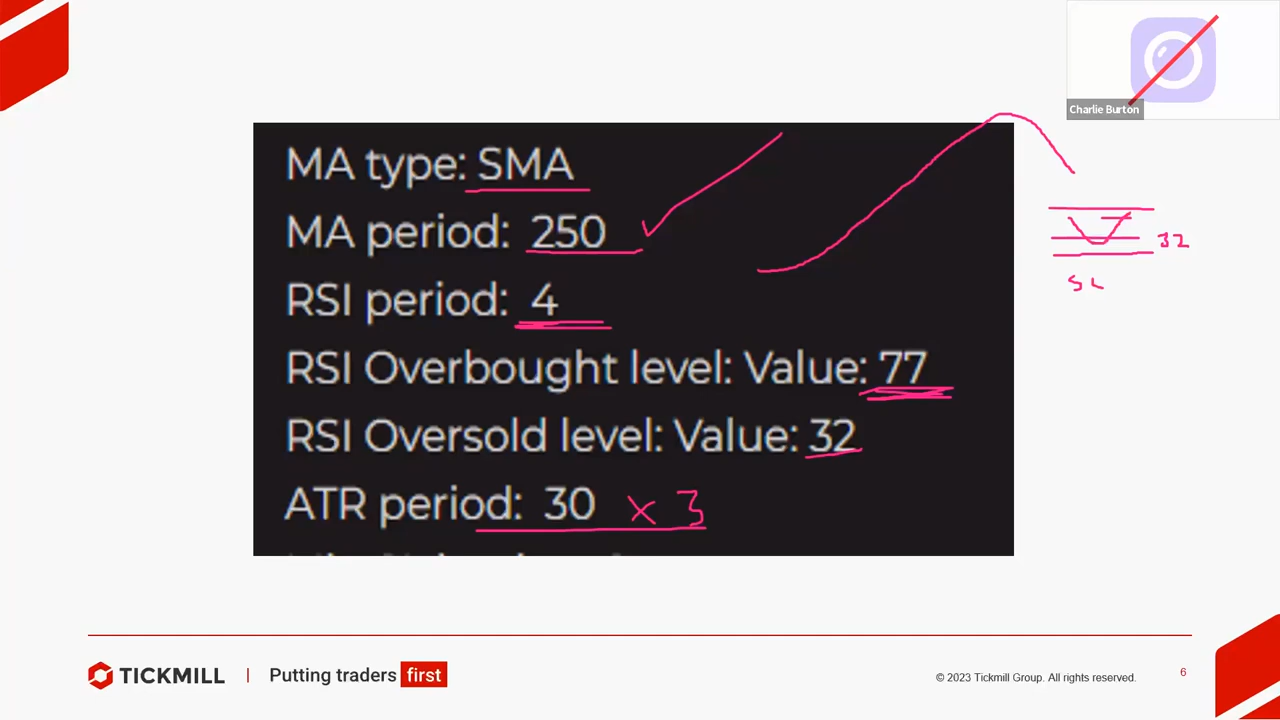 Charlie Burton
MA type: SMA
MA period: 250
RSI period: 4
RSI Overbought level: Value: 77
RSI Oversold level: Value: 32
ATR period: 30 x 3
32
TICKMILL | Putting traders first
© 2023 Tickmill Group. All rights reserved.
6